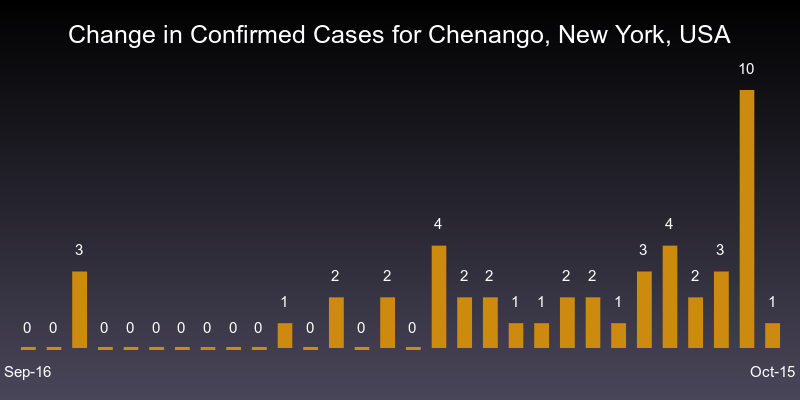 Change in Confirmed Cases for Chenango, New York, USA
10
4 4
3 3 3
2 2 2 2 2 2 2
1 1 1 1 1
0 0 0 0 0 0 0 0 0 0 0 0
Sep-16 Oct-15